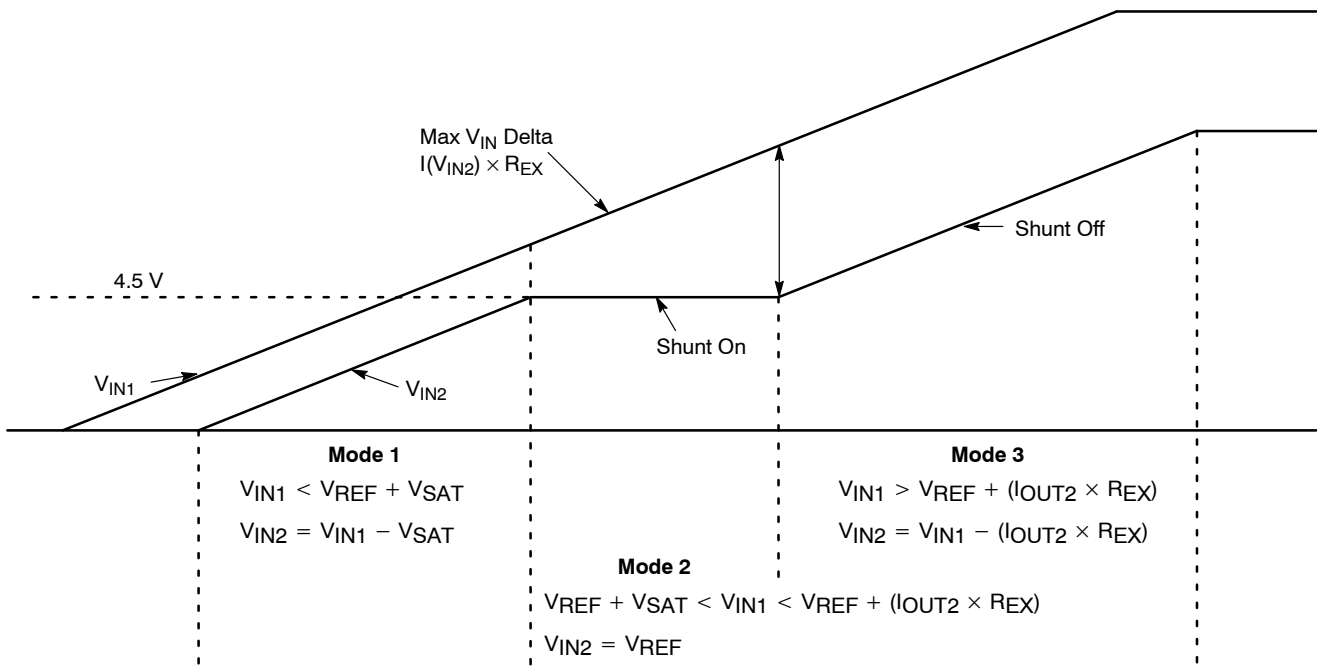 Max VIN Delta
I(VIN2) × REX
Shunt Off
4.5 V
Shunt On
VIN1
VIN2
Mode 1
VIN1 < VREF + VSAT
VIN2 = VIN1 − VSAT
Mode 3
VIN1 > VREF + (IOUT2 × REX)
VIN2 = VIN1 − (IOUT2 × REX)
Mode 2
VREF + VSAT < VIN1 < VREF + (IOUT2 × REX)
VIN2 = VREF